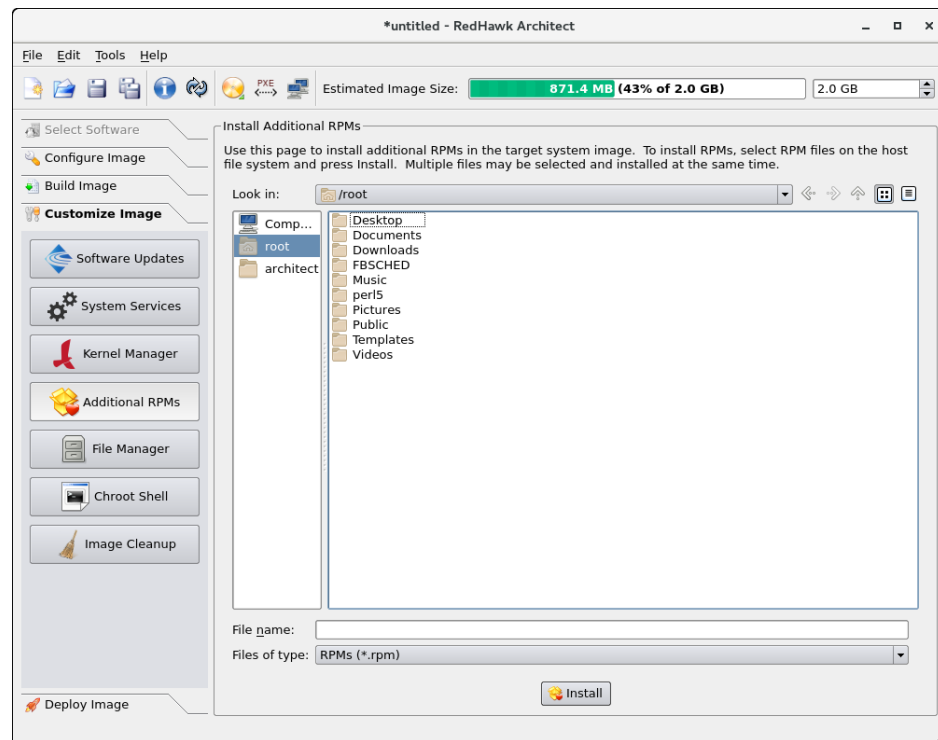 *untitled - RedHawk Architect
File Edit Tools Help
PXE
Estimated Image Size: 871.4 MB (43% of 2.0 GB) 2.0 GB
Select Software
Configure Image
Build Image
Customize Image
Software Updates
System Services
Kernel Manager
Additional RPMs
File Manager
Chroot Shell
Image Cleanup
Deploy Image
Install Additional RPMs
Use this page to install additional RPMs in the target system image. To install RPMs, select RPM files on the host
file system and press Install. Multiple files may be selected and installed at the same time.
Look in: /root
Comp...
root
architect
Desktop
Documents
Downloads
FBSCHED
Music
perl5
Pictures
Public
Templates
Videos
File name:
Files of type: RPMs (*.rpm)
Install